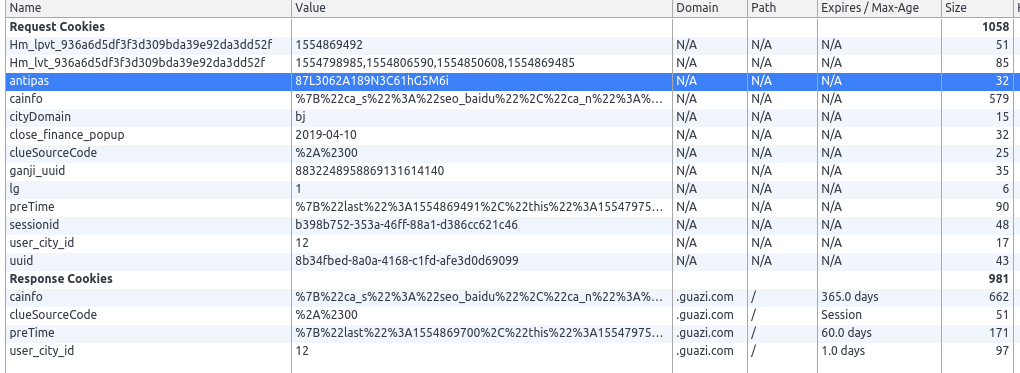 Name Value Domain Path Expires / Max-Age Size
Request Cookies 1058
Hm_lpvt_936a6d5df3f3d309bda39e92da3dd52f 1554869492 N/A N/A N/A 51
Hm_lvt_936a6d5df3f3d309bda39e92da3dd52f 1554798985,1554806590,1554850608,1554869485 N/A N/A N/A 85
antipas 87L3062A189N3C61hG5M6i N/A N/A N/A 32
cainfo %7B%22ca_s%22%3A%22seo_baidu%22%2C%22ca_n%22%3A%... N/A N/A N/A 579
cityDomain bj N/A N/A N/A 15
close_finance_popup 2019-04-10 N/A N/A N/A 32
clueSourceCode %2A%2300 N/A N/A N/A 25
ganji_uuid 8832248958869131614140 N/A N/A N/A 35
lg 1 N/A N/A N/A 6
preTime %7B%22last%22%3A1554869491%2C%22this%22%3A15547975... N/A N/A N/A 90
sessionid b398b752-353a-46ff-88a1-d386cc621c46 N/A N/A N/A 48
user_city_id 12 N/A N/A N/A 17
uuid 8b34fbed-8a0a-4168-c1fd-afe3d0d69099 N/A N/A N/A 43
Response Cookies 981
cainfo %7B%22ca_s%22%3A%22seo_baidu%22%2C%22ca_n%22%3A%... .guazi.com / 365.0 days 662
clueSourceCode %2A%2300 .guazi.com / Session 51
preTime %7B%22last%22%3A1554869700%2C%22this%22%3A15547975... .guazi.com / 60.0 days 171
user_city_id 12 .guazi.com / 1.0 days 97